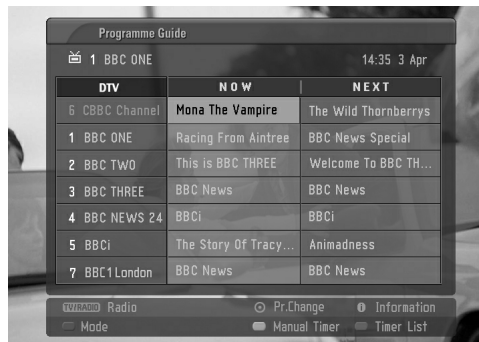 Programme Guide
1 BBC ONE 14:35 3 Apr
DTV NOW NEXT
6 CBBC Channel Mona The Vampire The Wild Thornberrys
1 BBC ONE Racing From Aintree BBC News Special
2 BBC TWO This is BBC THREE Welcome To BBC TH...
3 BBC THREE BBC News BBC News
4 BBC NEWS 24 BBCi BBCi
5 BBCi The Story Of Tracy... Animadness
7 BBC1 London BBC News BBC News
TV/RADIO Radio Pr.Change i Information
Mode Manual Timer Timer List